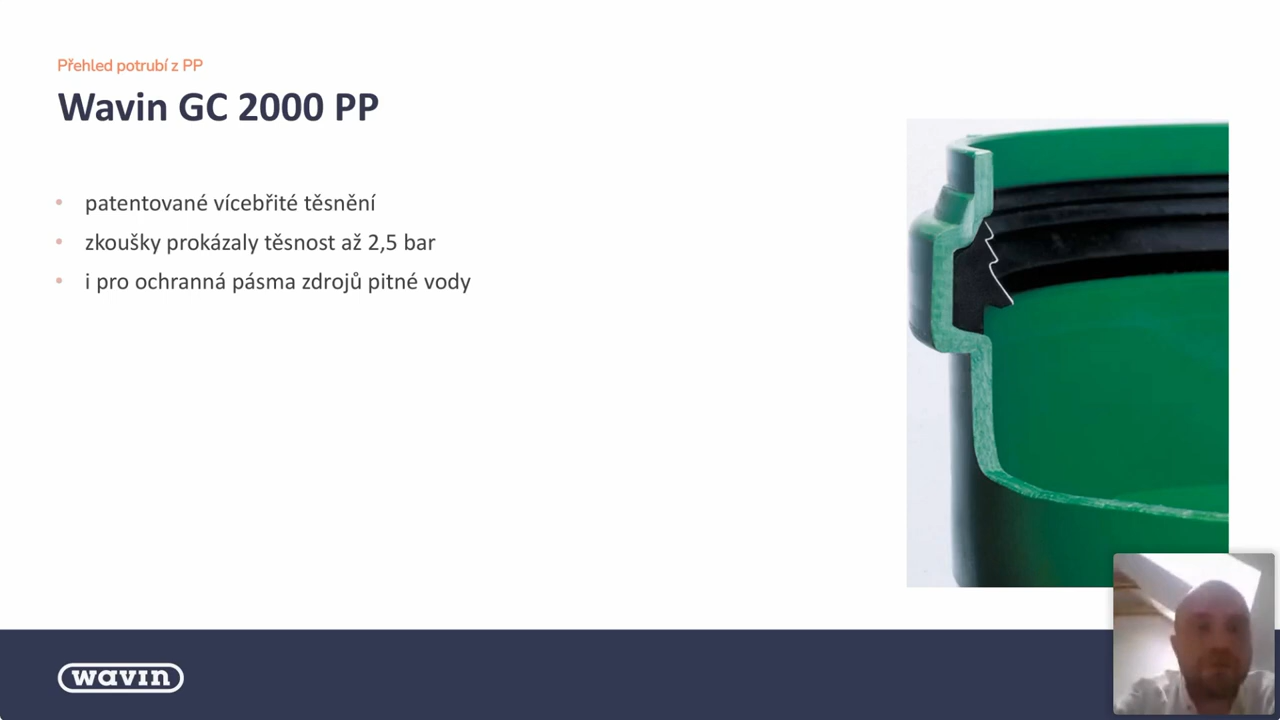 Přehled potrubí z PP
Wavin GC 2000 PP
• patentované vícebřité těsnění
• zkoušky prokázaly těsnost až 2,5 bar
• i pro ochranná pásma zdrojů pitné vody
wavin